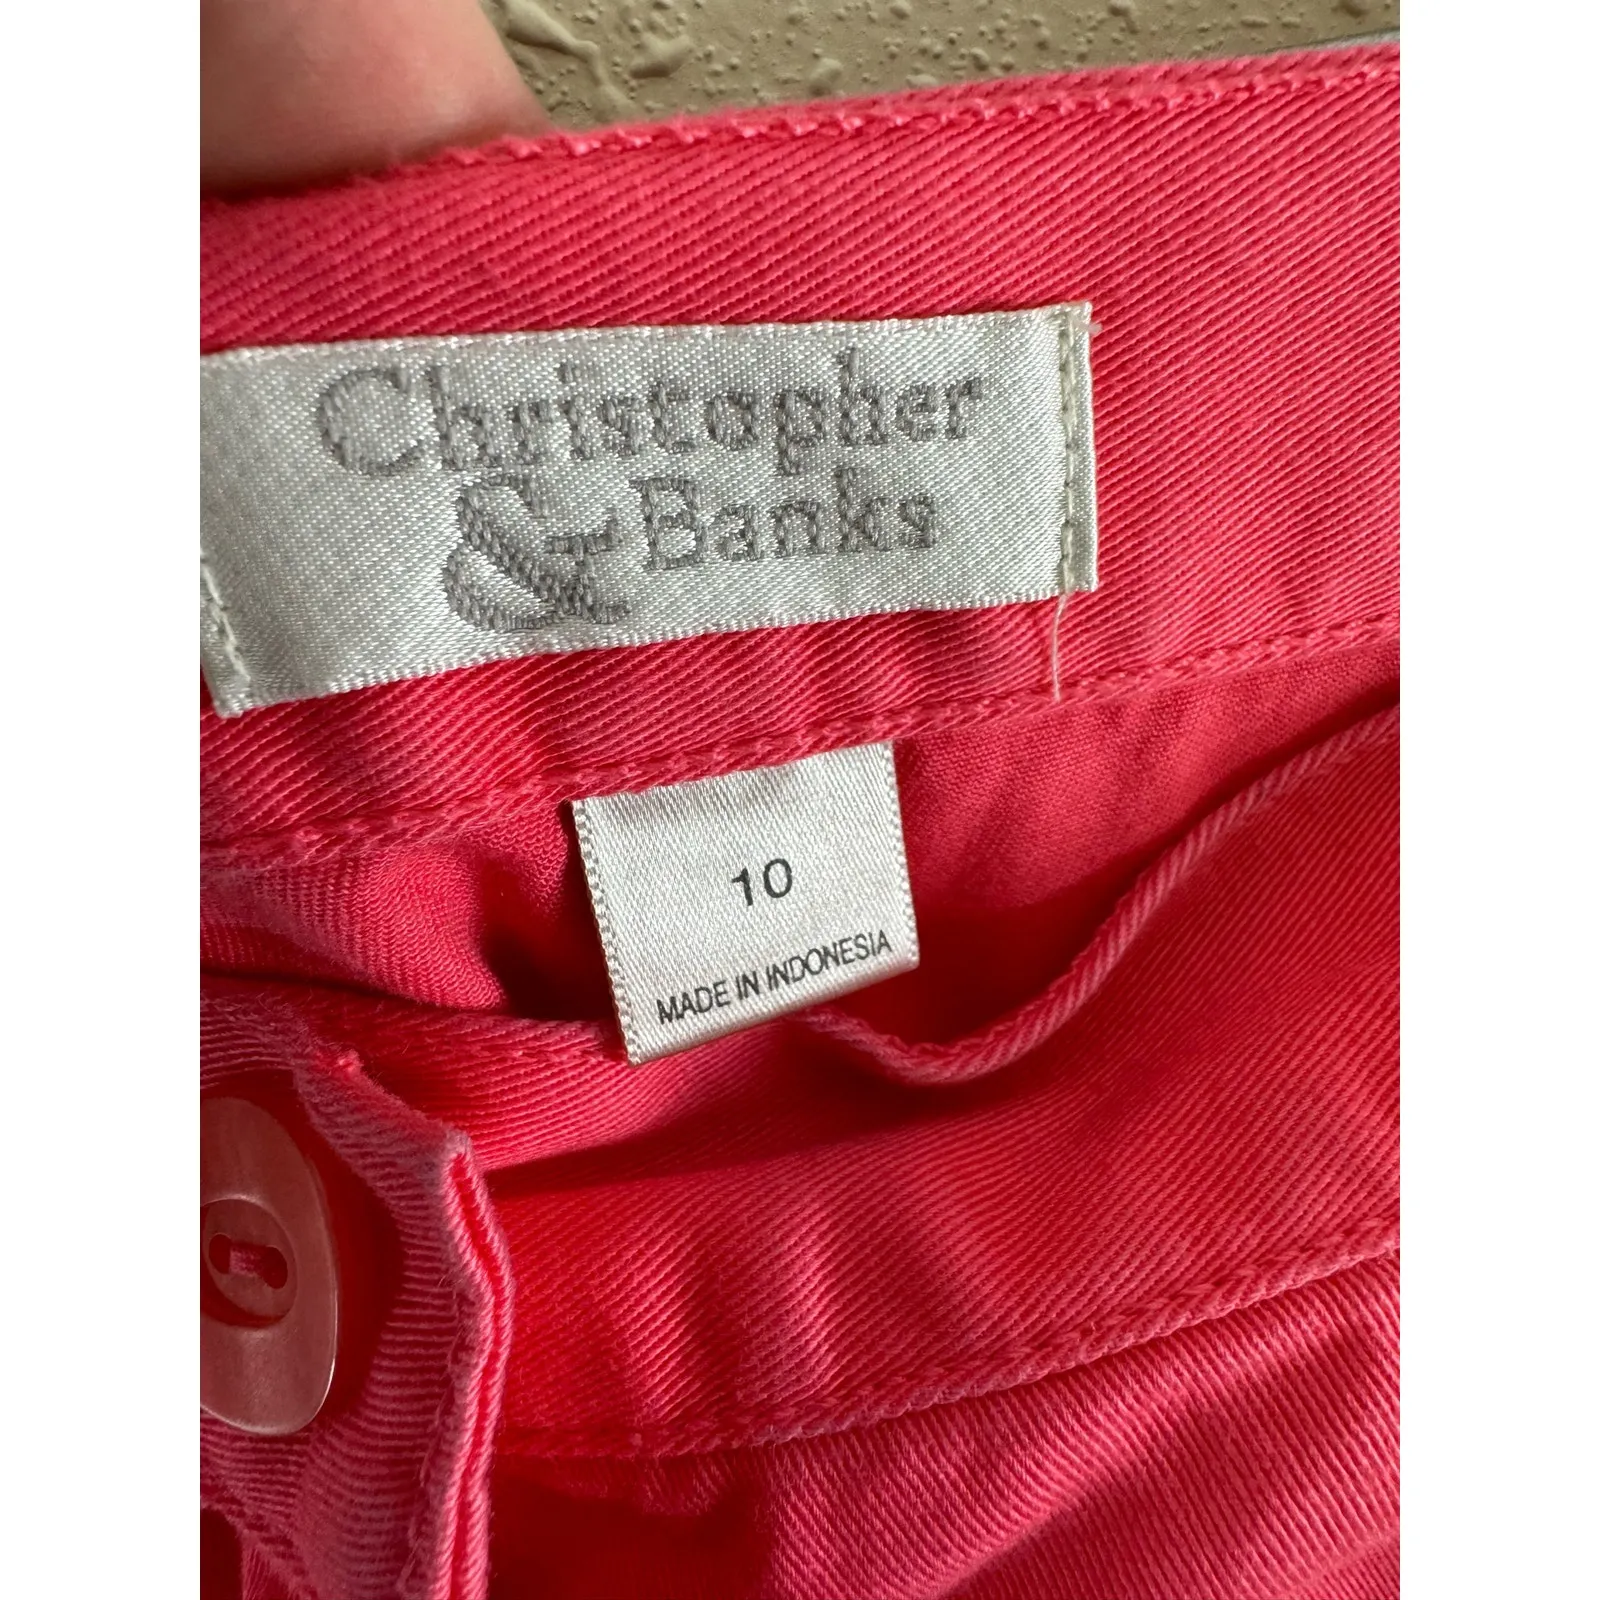 Christopher
& Banks
10
MADE IN INDONESIA